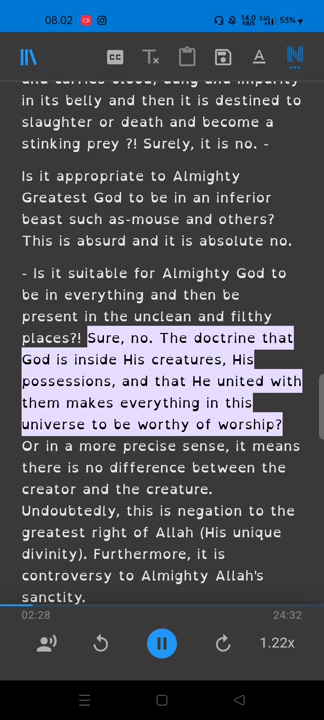 08.02
14.0
KB/S
53%
CC
T
A
N
and carries blood, dung and impurity
in its belly and then it is destined to
slaughter or death and become a
stinking prey ?! Surely, it is no. -
Is it appropriate to Almighty
Greatest God to be in an inferior
beast such as-mouse and others?
This is absurd and it is absolute no.
- Is it suitable for Almighty God to
be in everything and then be
present in the unclean and filthy
places?! Sure, no. The doctrine that
God is inside His creatures, His
possessions, and that He united with
them makes everything in this
universe to be worthy of worship?
Or in a more precise sense, it means
there is no difference between the
creator and the creature.
Undoubtedly, this is negation to the
greatest right of Allah (His unique
divinity). Furthermore, it is
controversy to Almighty Allah's
sanctity.
02:28
24:32
1.22x